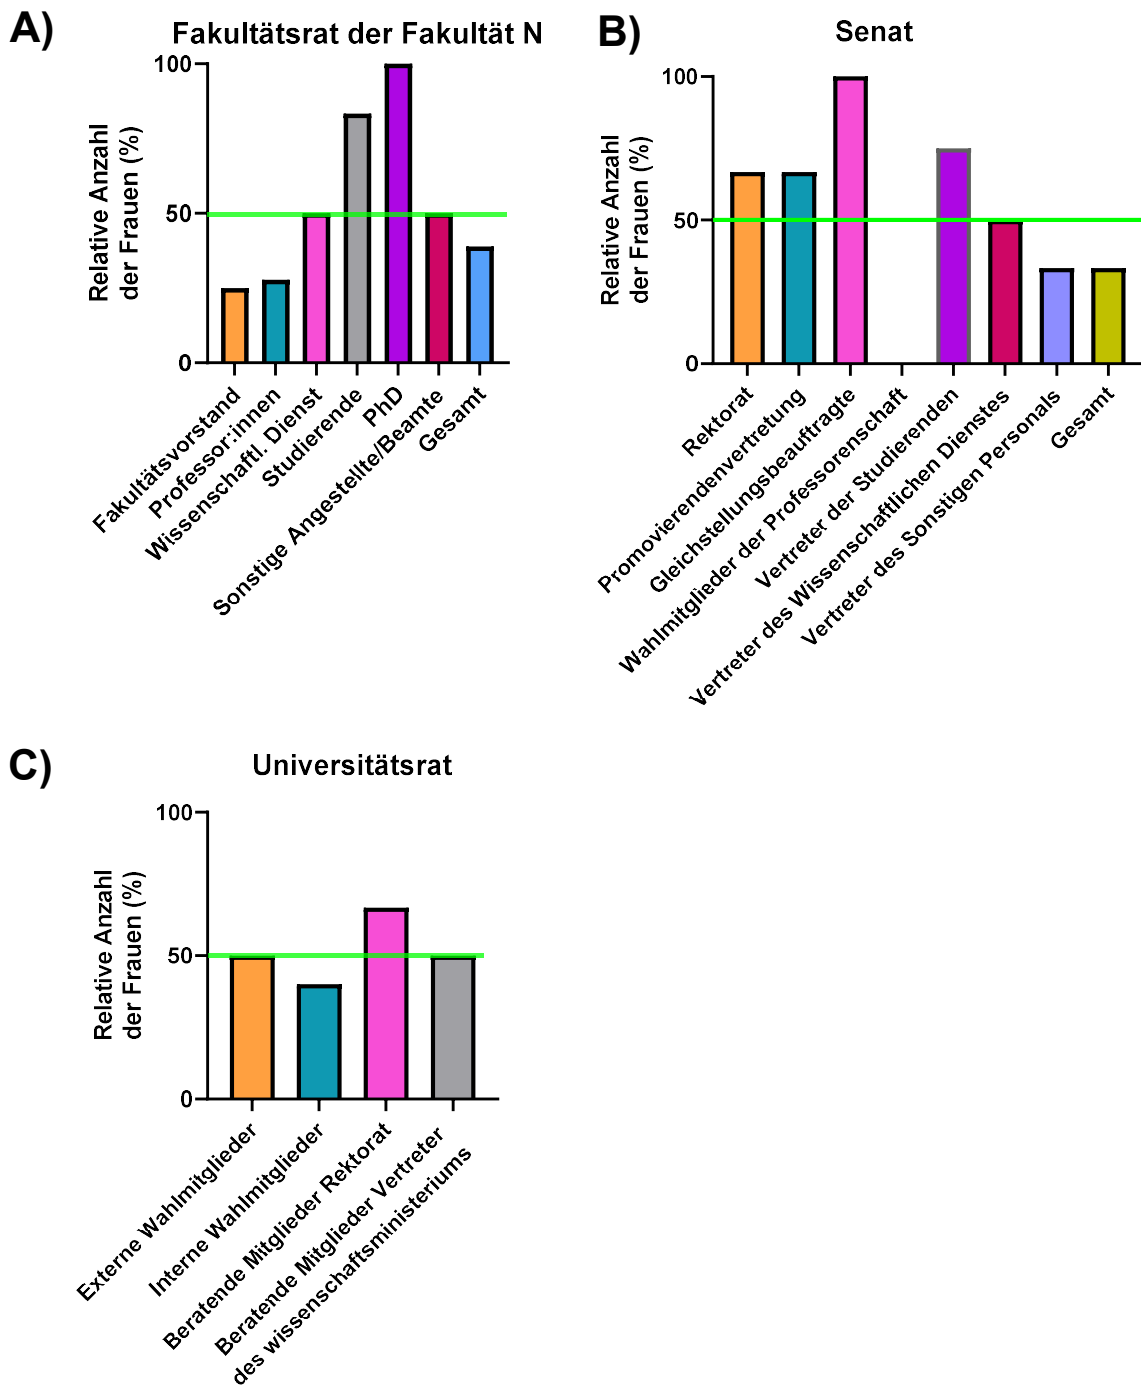 A)
Fakultätsrat der Fakultät N
Relative Anzahl
der Frauen (%)
100
50
0
Fakultätsvorstand
Professor:innen
Wissenschaftl. Dienst
Studierende
PhD
Sonstige Angestellte/Beamte
Gesamt
B)
Senat
Relative Anzahl
der Frauen (%)
100
50
0
Rektorat
Promovierendenvertretung
Gleichstellungsbeauftragte
Wahlmitglieder der Professorenschaft
Vertreter der Studierenden
Vertreter des Wissenschaftlichen Dienstes
Vertreter des Sonstigen Personals
Gesamt
C)
Universitätsrat
Relative Anzahl
der Frauen (%)
100
50
0
Externe Wahlmitglieder
Interne Wahlmitglieder
Beratende Mitglieder Rektorat
Beratende Mitglieder Vertreter
des wissenschaftsministeriums